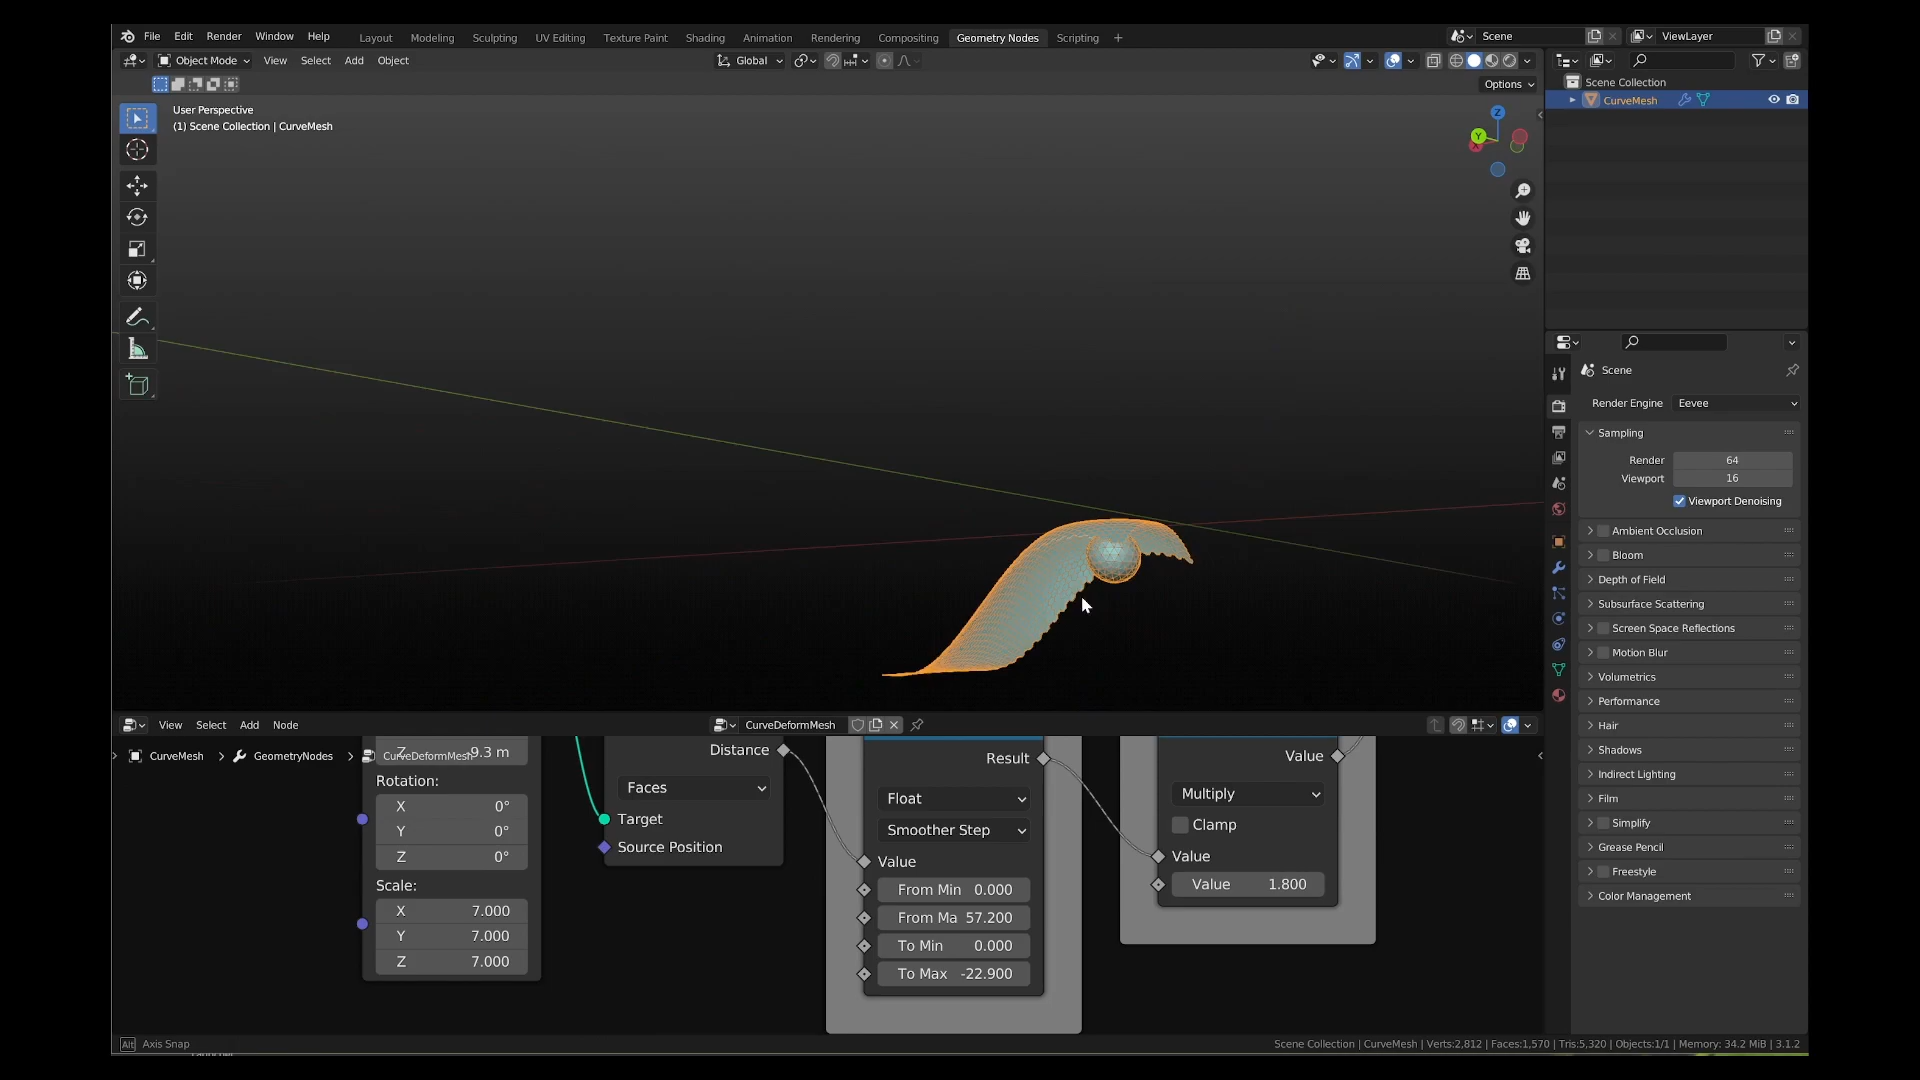 File Edit Render Window Help Layout Modeling Sculpting UV Editing Texture Paint Shading Animation Rendering Compositing Geometry Nodes Scripting + Scene ViewLayer
Object Mode View Select Add Object Global
Options
User Perspective
(1) Scene Collection | CurveMesh
Z
Y
X
Scene Collection
CurveMesh
Scene
Render Engine Eevee
Sampling
Render 64
Viewport 16
Viewport Denoising
Ambient Occlusion
Bloom
Depth of Field
Subsurface Scattering
Screen Space Reflections
Motion Blur
Volumetrics
Performance
Hair
Shadows
Indirect Lighting
Film
Simplify
Grease Pencil
Freestyle
Color Management
View Select Add Node CurveDeformMesh
CurveMesh > GeometryNodes > CurveDeformMesh
Z -9.3 m
Rotation:
X 0°
Y 0°
Z 0°
Scale:
X 7.000
Y 7.000
Z 7.000
Distance
Faces
Target
Source Position
Result
Float
Smoother Step
Value
From Min 0.000
From Ma 57.200
To Min 0.000
To Max -22.900
Value
Multiply
Clamp
Value
Value 1.800
Alt Axis Snap
Scene Collection | CurveMesh | Verts:2,812 | Faces:1,570 | Tris:5,320 | Objects:1/1 | Memory: 34.2 MiB | 3.1.2